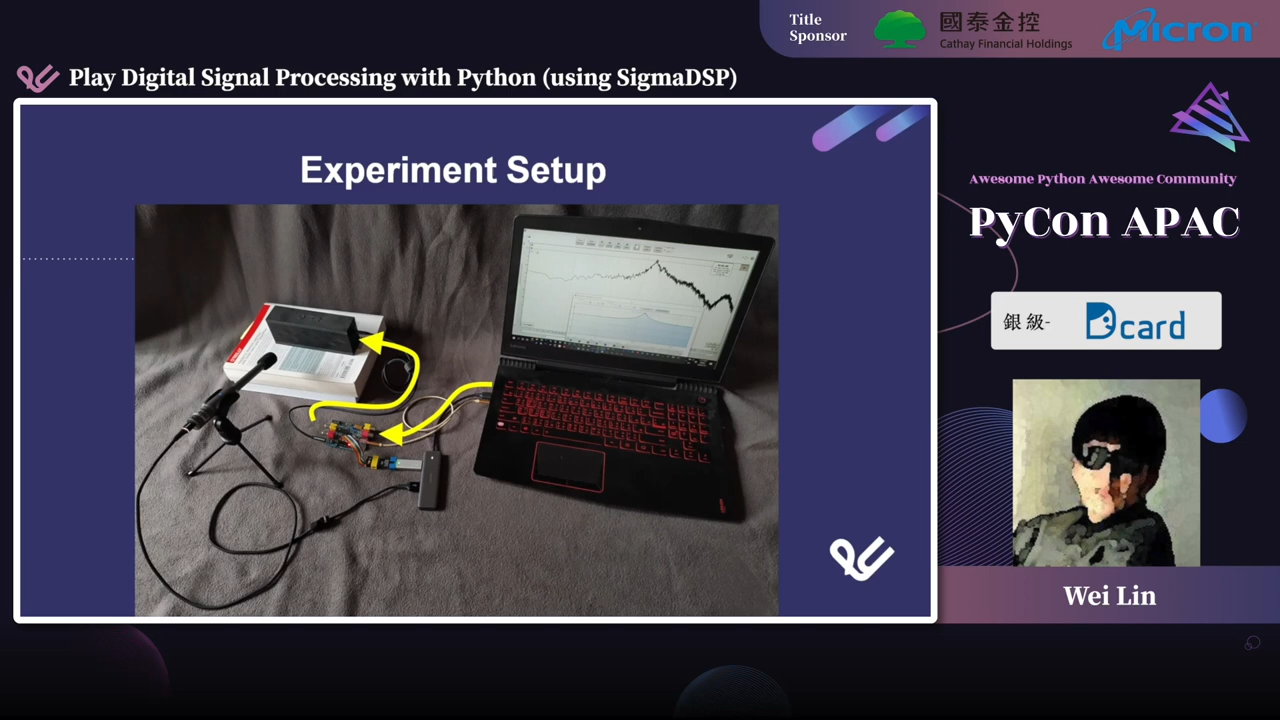 Title
Sponsor
國泰金控
Cathay Financial Holdings
Micron
Play Digital Signal Processing with Python (using SigmaDSP)
Experiment Setup
Awesome Python Awesome Community
PyCon APAC
銀級-
Dcard
Wei Lin